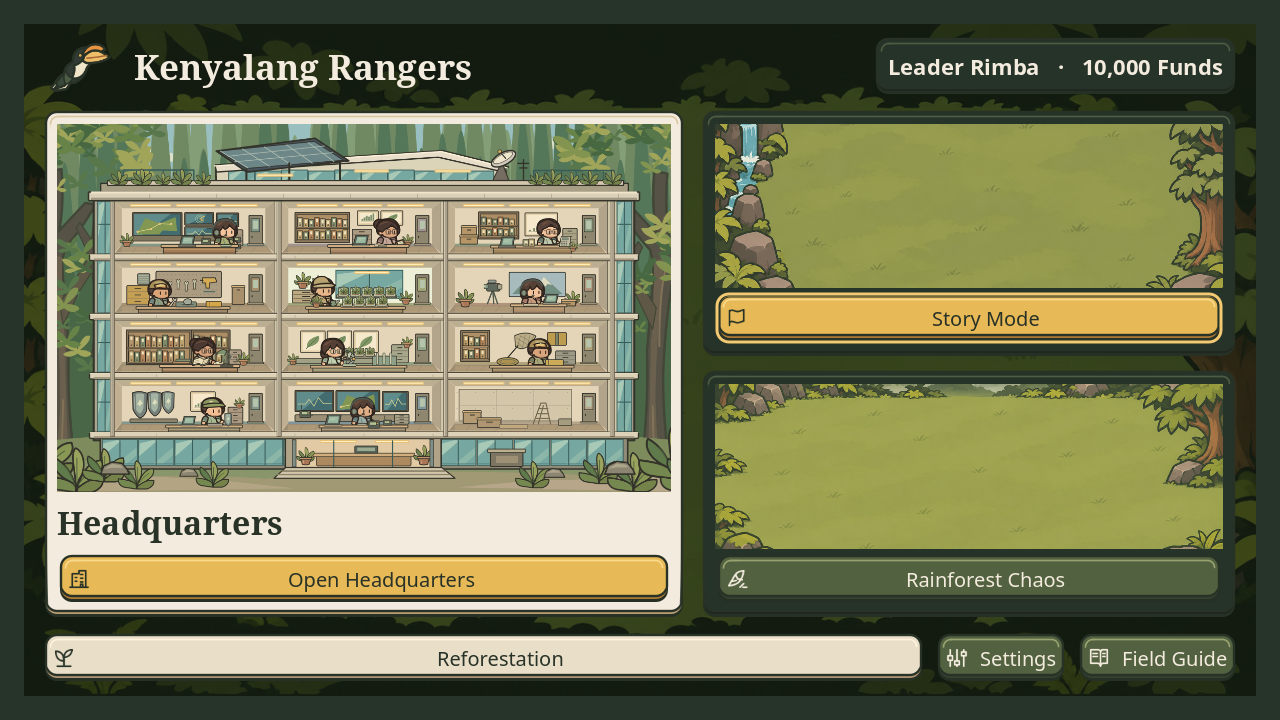 Kenyalang Rangers
Leader Rimba · 10,000 Funds
Story Mode
Headquarters
Open Headquarters
Rainforest Chaos
Reforestation
Settings
Field Guide